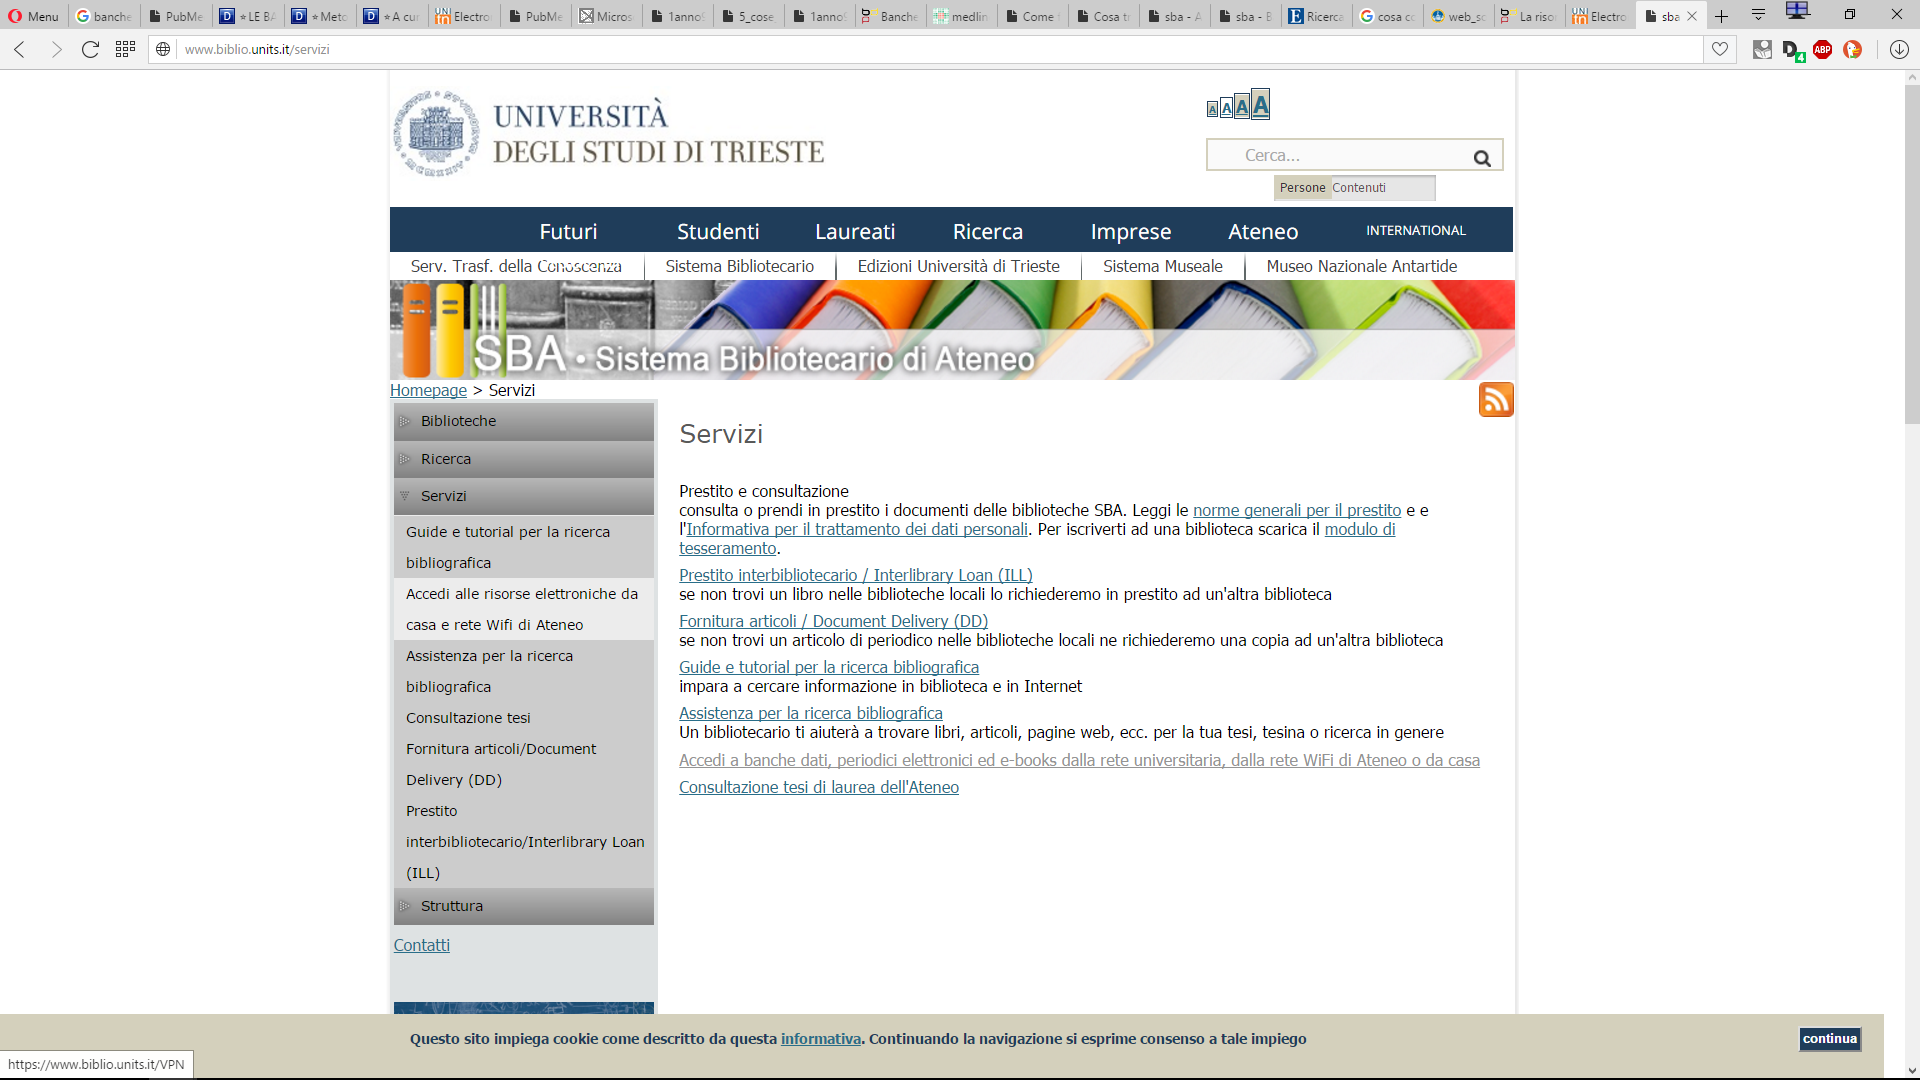 Menu
banche
PubMe
LE BA
Meto
A cur
Electro
PubMe
Micros
1anno
5_cose
1anno
Banche
medlin
Come
Cosa t
sba - A
sba - B
Ricerca
cosa co
web_sc
La riso
Electro
sba
www.biblio.units.it/servizi
UNIVERSITÀ
DEGLI STUDI DI TRIESTE
A A A A
Cerca...
Persone Contenuti
Futuri Studenti Laureati Ricerca Imprese Ateneo INTERNATIONAL
Serv. Trasf. della Conoscenza Sistema Bibliotecario Edizioni Università di Trieste Sistema Museale Museo Nazionale Antartide
SBA • Sistema Bibliotecario di Ateneo
Homepage > Servizi
Biblioteche
Ricerca
Servizi
Guide e tutorial per la ricerca
bibliografica
Accedi alle risorse elettroniche da
casa e rete Wifi di Ateneo
Assistenza per la ricerca
bibliografica
Consultazione tesi
Fornitura articoli/Document
Delivery (DD)
Prestito
interbibliotecario/Interlibrary Loan
(ILL)
Struttura
Contatti
Servizi
Prestito e consultazione
consulta o prendi in prestito i documenti delle biblioteche SBA. Leggi le norme generali per il prestito e e
l'Informativa per il trattamento dei dati personali. Per iscriverti ad una biblioteca scarica il modulo di
tesseramento.
Prestito interbibliotecario / Interlibrary Loan (ILL)
se non trovi un libro nelle biblioteche locali lo richiederemo in prestito ad un'altra biblioteca
Fornitura articoli / Document Delivery (DD)
se non trovi un articolo di periodico nelle biblioteche locali ne richiederemo una copia ad un'altra biblioteca
Guide e tutorial per la ricerca bibliografica
impara a cercare informazione in biblioteca e in Internet
Assistenza per la ricerca bibliografica
Un bibliotecario ti aiuterà a trovare libri, articoli, pagine web, ecc. per la tua tesi, tesina o ricerca in genere
Accedi a banche dati, periodici elettronici ed e-books dalla rete universitaria, dalla rete WiFi di Ateneo o da casa
Consultazione tesi di laurea dell'Ateneo
Questo sito impiega cookie come descritto da questa informativa. Continuando la navigazione si esprime consenso a tale impiego
continua
https://www.biblio.units.it/VPN